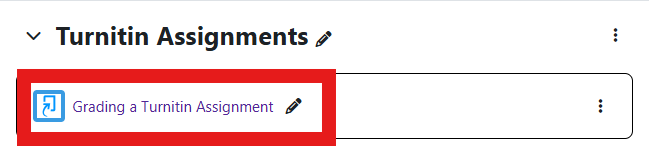 Turnitin Assignments
Grading a Turnitin Assignment